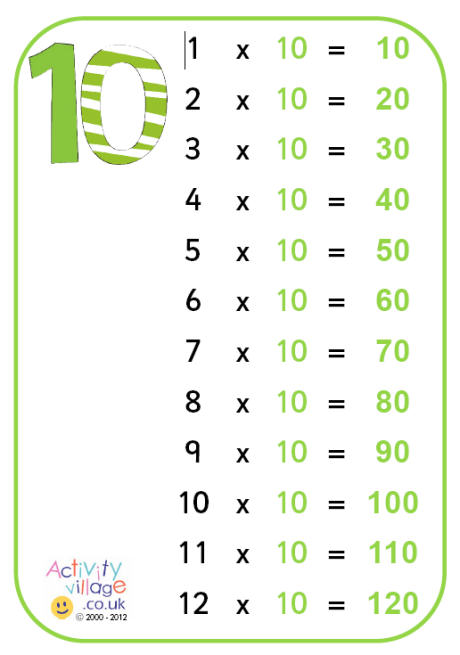 10
1 x 10 = 10
2 x 10 = 20
3 x 10 = 30
4 x 10 = 40
5 x 10 = 50
6 x 10 = 60
7 x 10 = 70
8 x 10 = 80
9 x 10 = 90
10 x 10 = 100
11 x 10 = 110
12 x 10 = 120
Activity
Village
.co.uk
© 2000 - 2012